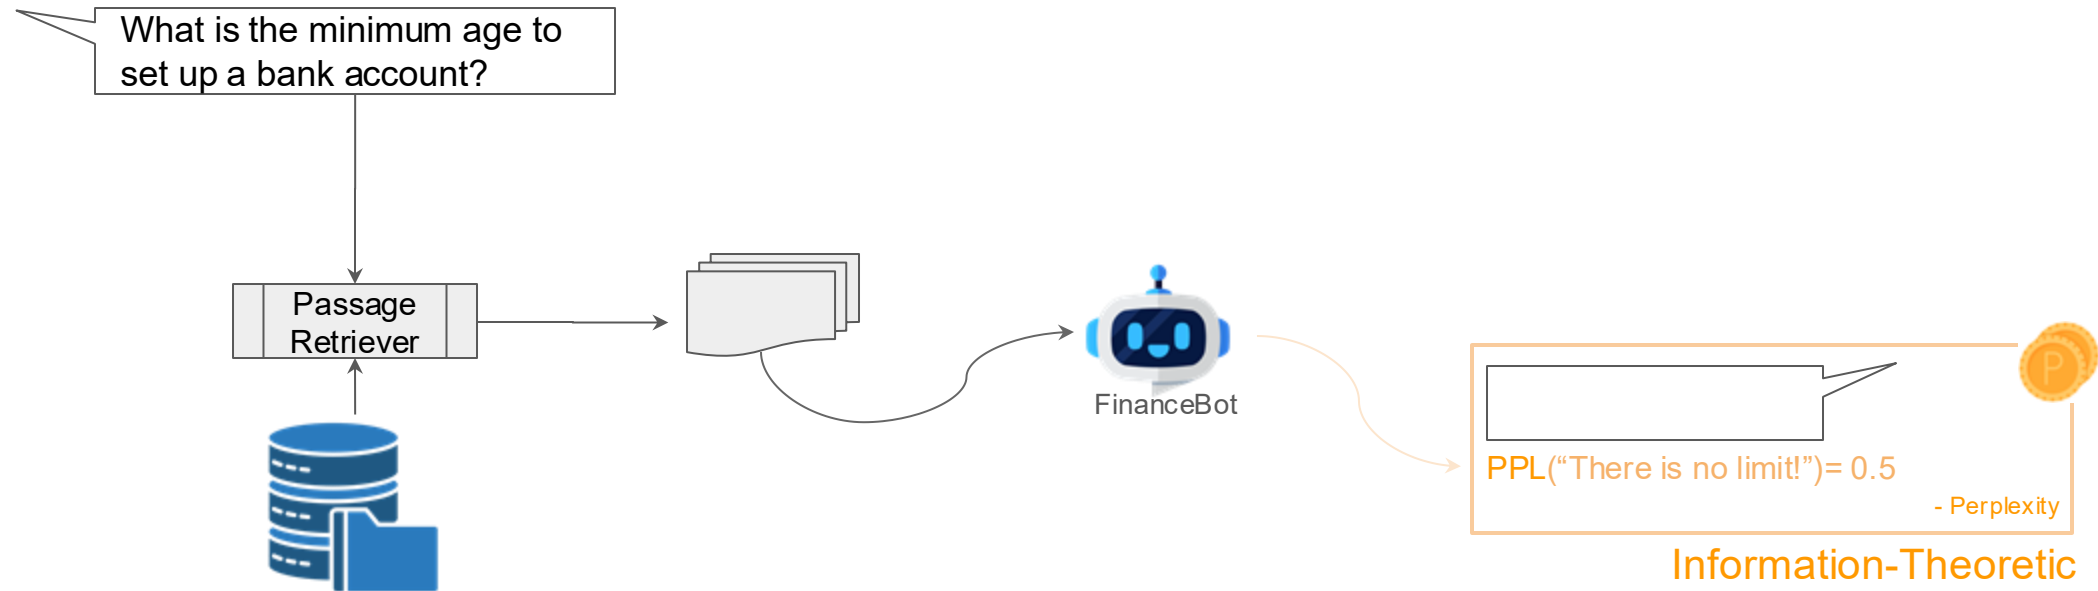 What is the minimum age to
set up a bank account?
Passage
Retriever
FinanceBot
P
PPL(“There is no limit!”)= 0.5
- Perplexity
Information-Theoretic